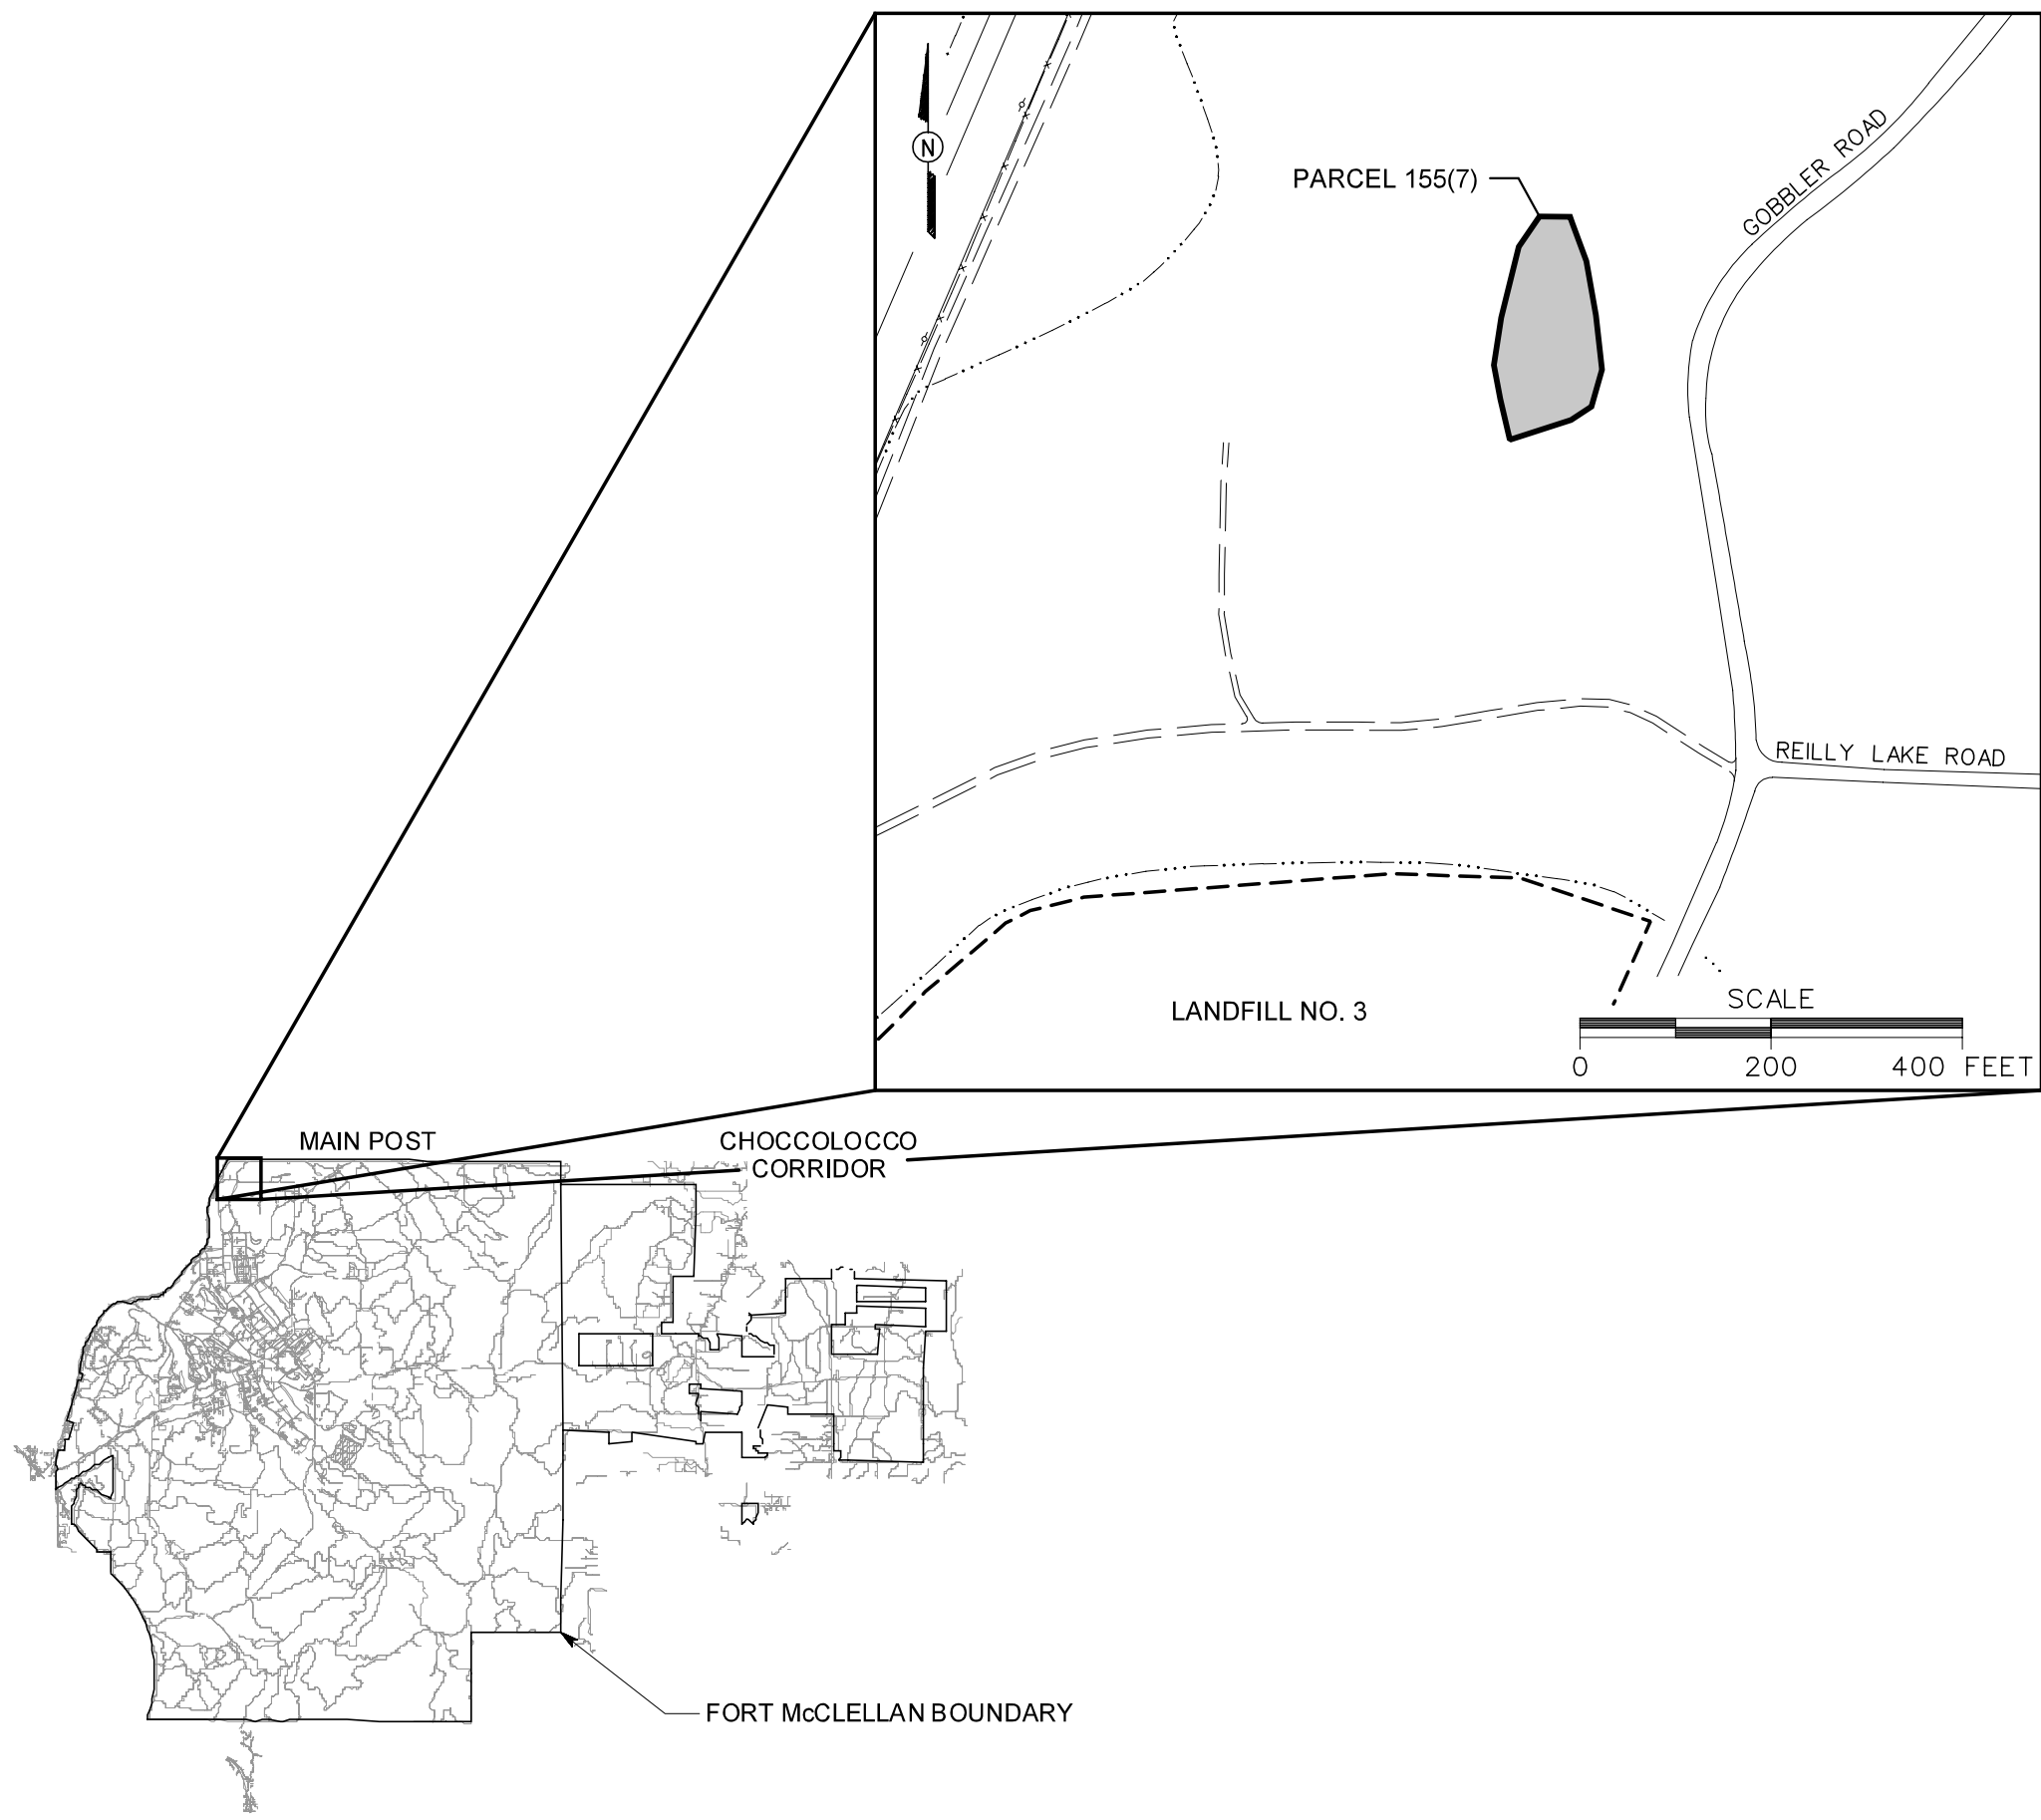 N
PARCEL 155(7)
GOBBLER ROAD
REILLY LAKE ROAD
LANDFILL NO. 3
SCALE
0 200 400 FEET
MAIN POST
CHOCCOLOCCO
CORRIDOR
FORT McCLELLAN BOUNDARY